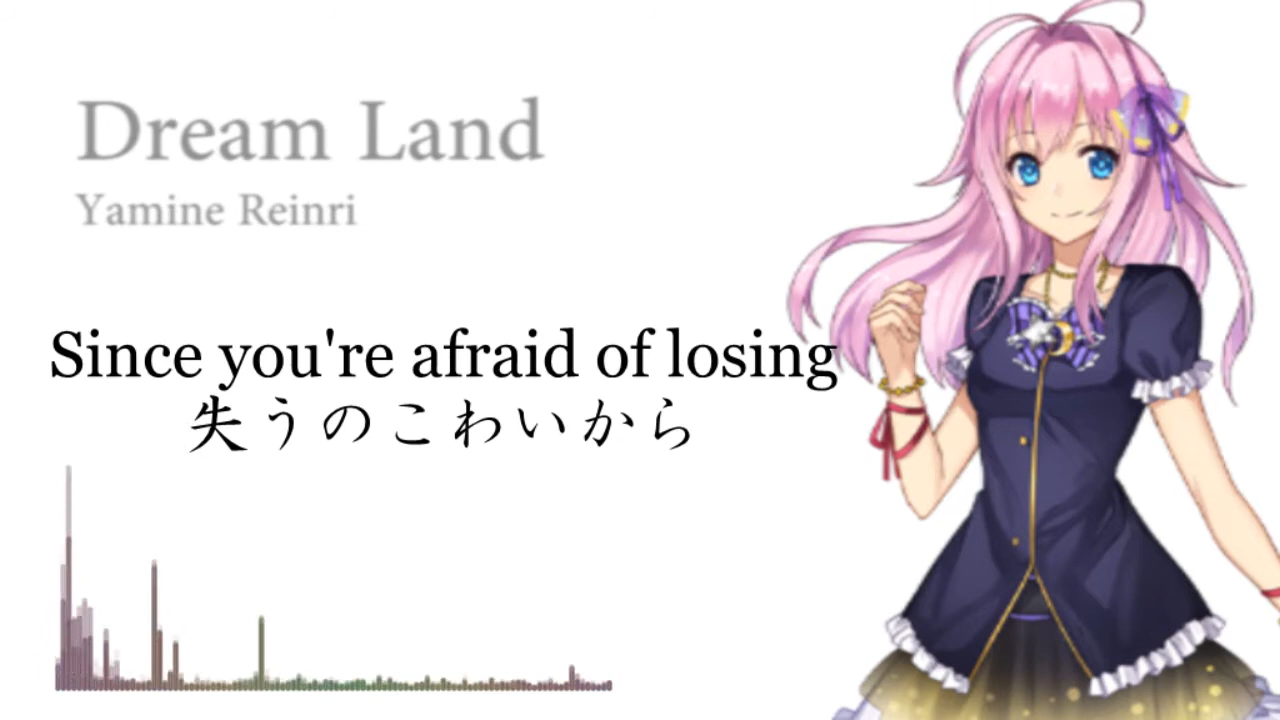 Dream Land
Yamine Reinri
Since you're afraid of losing
失うのこわいから